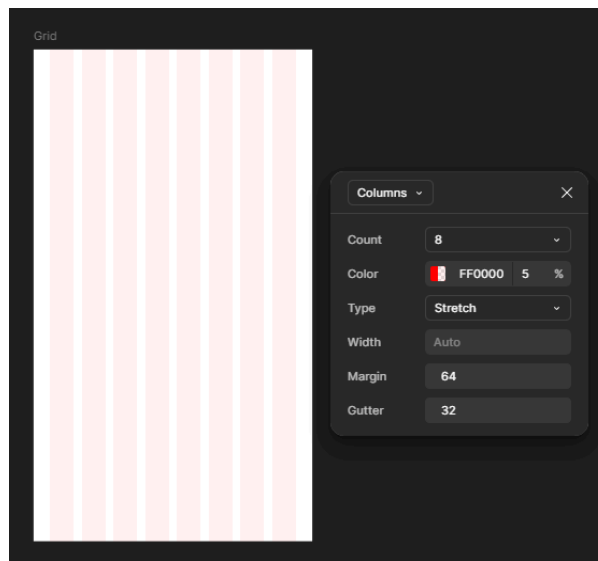 Grid
Columns
Count 8
Color FF0000 5 %
Type Stretch
Width Auto
Margin 64
Gutter 32